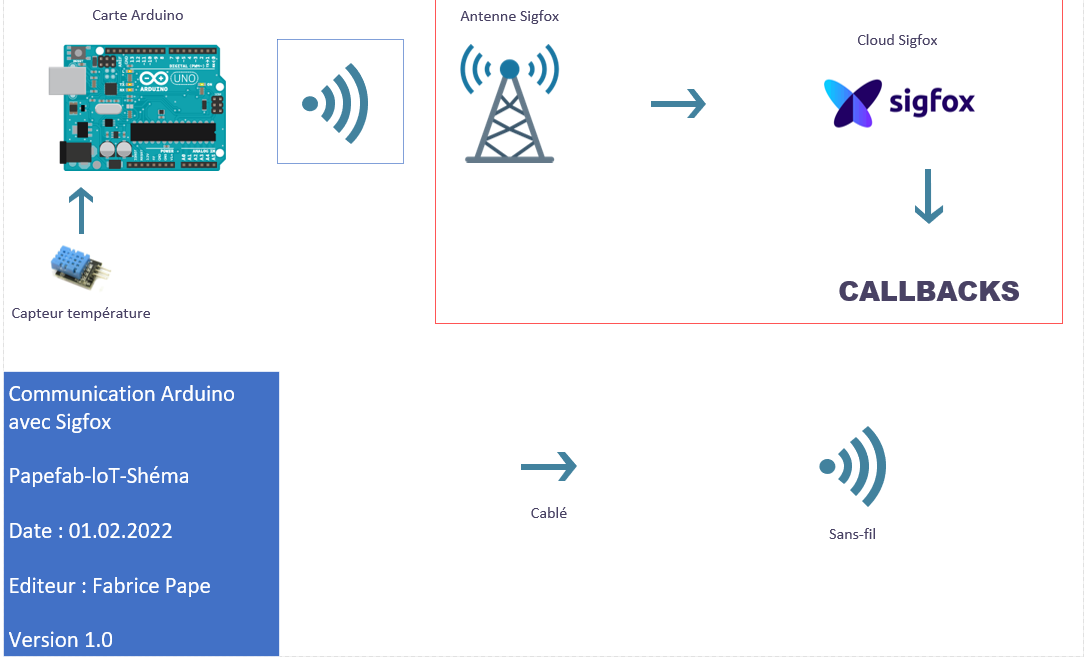 Carte Arduino
Antenne Sigfox
Cloud Sigfox
UNO
ARDUINO
sigfox
CALLBACKS
Capteur température
Communication Arduino
avec Sigfox
Papefab-IoT-Shéma
Date : 01.02.2022
Editeur : Fabrice Pape
Version 1.0
Cablé
Sans-fil